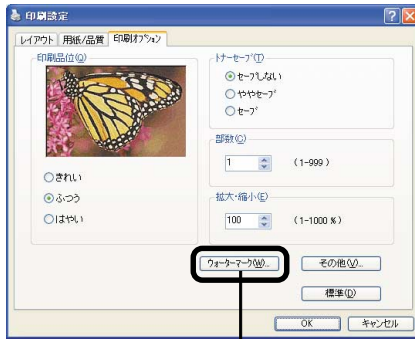 印刷設定
レイアウト 用紙/品質 印刷オプション
印刷品位(Q)
きれい
ふつう
はやい
トナーセーブ(T)
セーブしない
ややセーブ
セーブ
部数(C)
1 (1-999)
拡大・縮小(E)
100 (1-1000 %)
ウォーターマーク(W)... その他(V)...
標準(D)
OK キャンセル